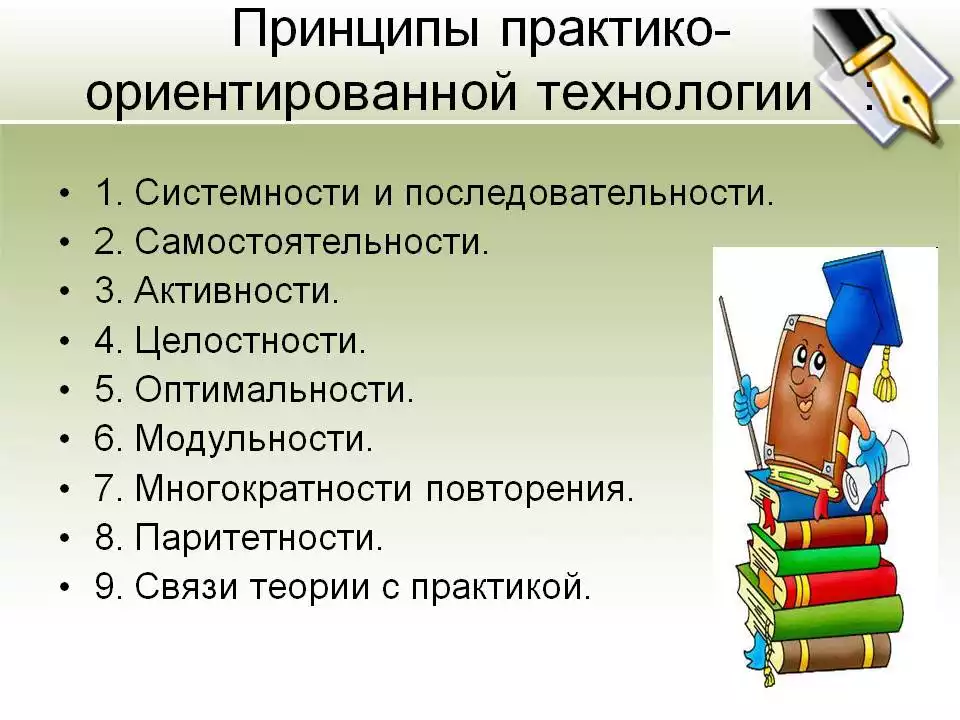 Принципы практико-
ориентированной технологии :
• 1. Системности и последовательности.
• 2. Самостоятельности.
• 3. Активности.
• 4. Целостности.
• 5. Оптимальности.
• 6. Модульности.
• 7. Многократности повторения.
• 8. Паритетности.
• 9. Связи теории с практикой.